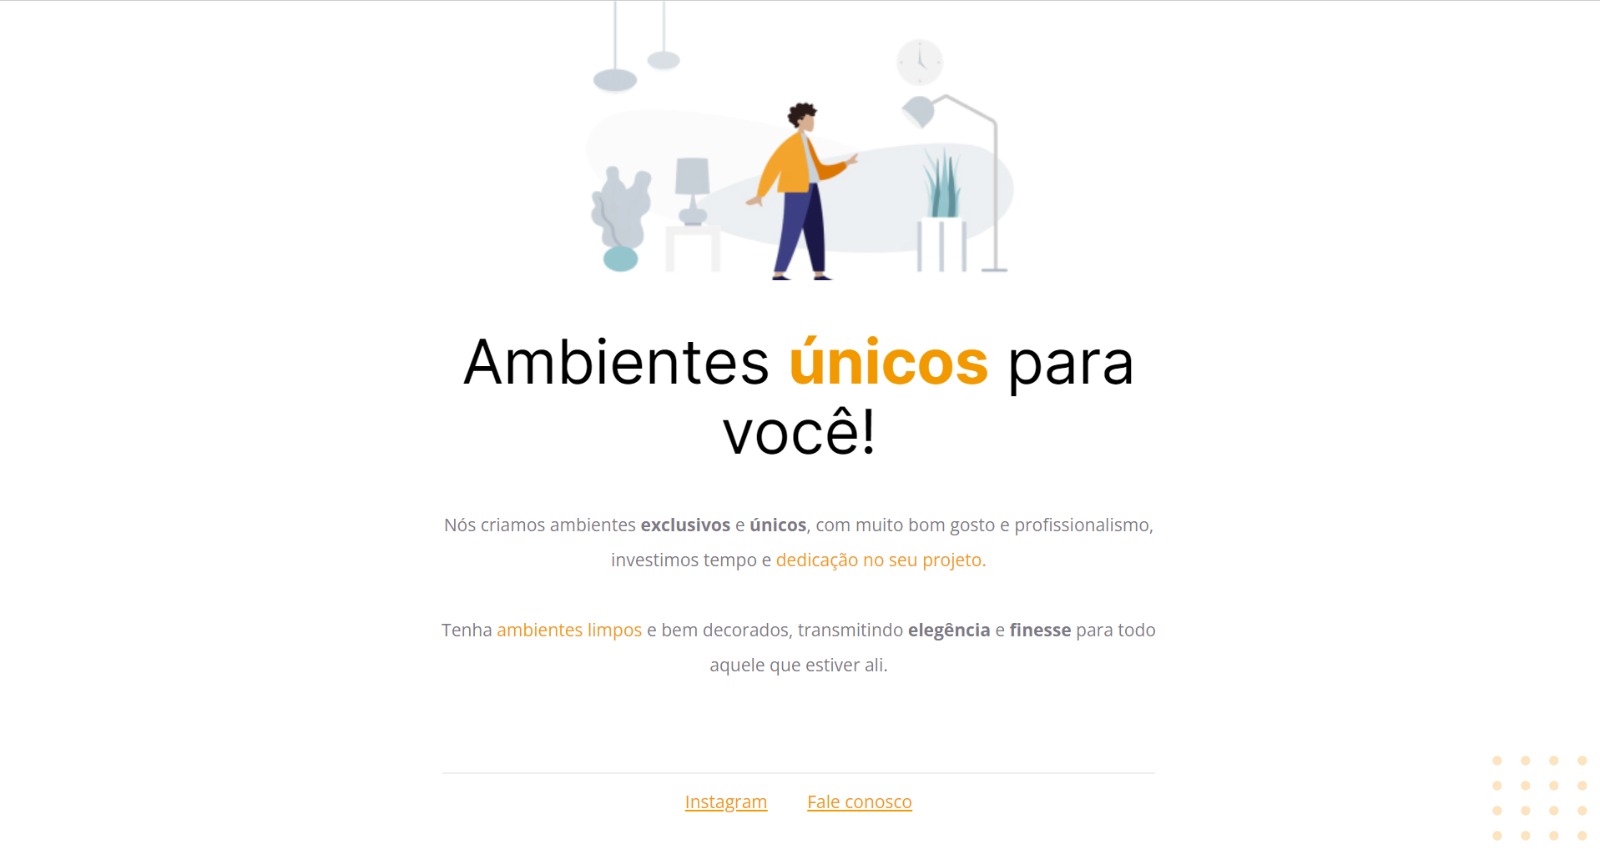 Ambientes únicos para
você!
Nós criamos ambientes exclusivos e únicos, com muito bom gosto e profissionalismo,
investimos tempo e dedicação no seu projeto.
Tenha ambientes limpos e bem decorados, transmitindo elegência e finesse para todo
aquele que estiver ali.
Instagram Fale conosco